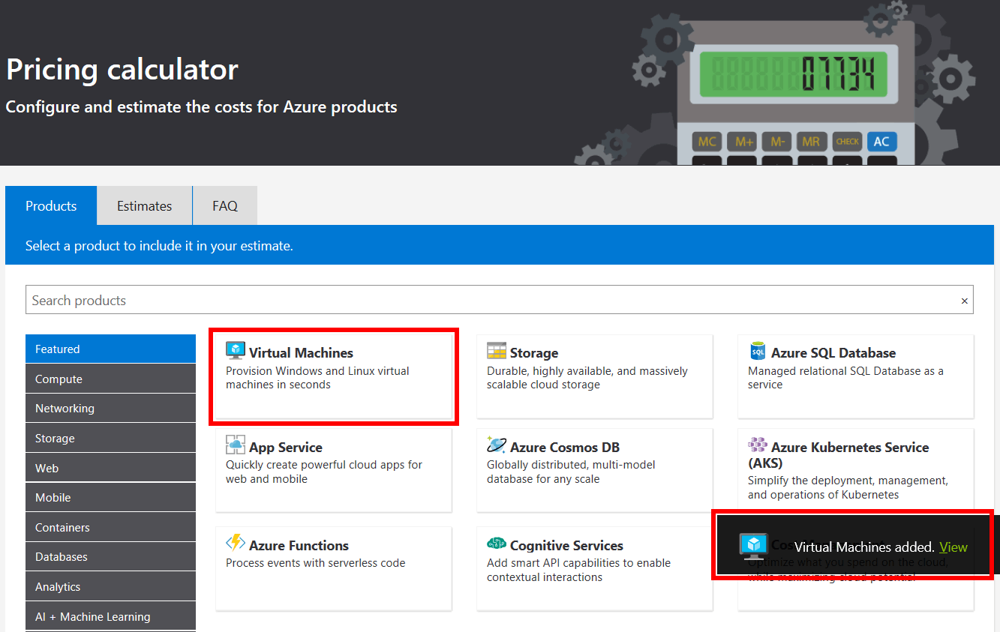 Pricing calculator
Configure and estimate the costs for Azure products
07734
MC M+ M- MR CHECK AC
Products Estimates FAQ
Select a product to include it in your estimate.
Search products ×
Featured
Compute
Networking
Storage
Web
Mobile
Containers
Databases
Analytics
AI + Machine Learning
Virtual Machines
Provision Windows and Linux virtual
machines in seconds
Storage
Durable, highly available, and massively
scalable cloud storage
SQL
Azure SQL Database
Managed relational SQL Database as a
service
App Service
Quickly create powerful cloud apps for
web and mobile
Azure Cosmos DB
Globally distributed, multi-model
database for any scale
Azure Kubernetes Service
(AKS)
Simplify the deployment, management,
and operations of Kubernetes
Azure Functions
Process events with serverless code
Cognitive Services
Add smart API capabilities to enable
contextual interactions
Virtual Machines added. View
Optimize what you spend on the cloud,
while maximizing cloud potential